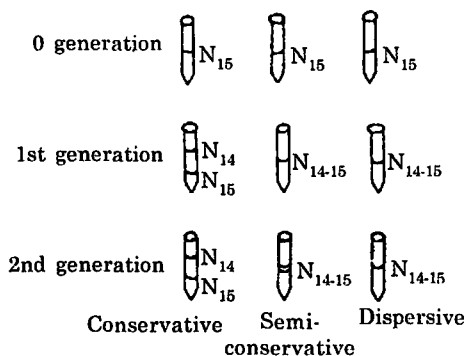 0 generation
N15 N15 N15
1st generation
N14
N15 N14-15 N14-15
2nd generation
N14
N15 N14-15 N14-15
Conservative Semi-conservative Dispersive